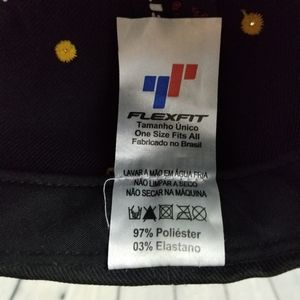 FLEXFIT
Tamanho Único
One Size Fits All
Fabricado no Brasil
LAVAR À MÃO EM ÁGUA FRIA
NÃO LIMPAR A SECO
NÃO SECAR NA MÁQUINA
97% Poliéster
03% Elastano